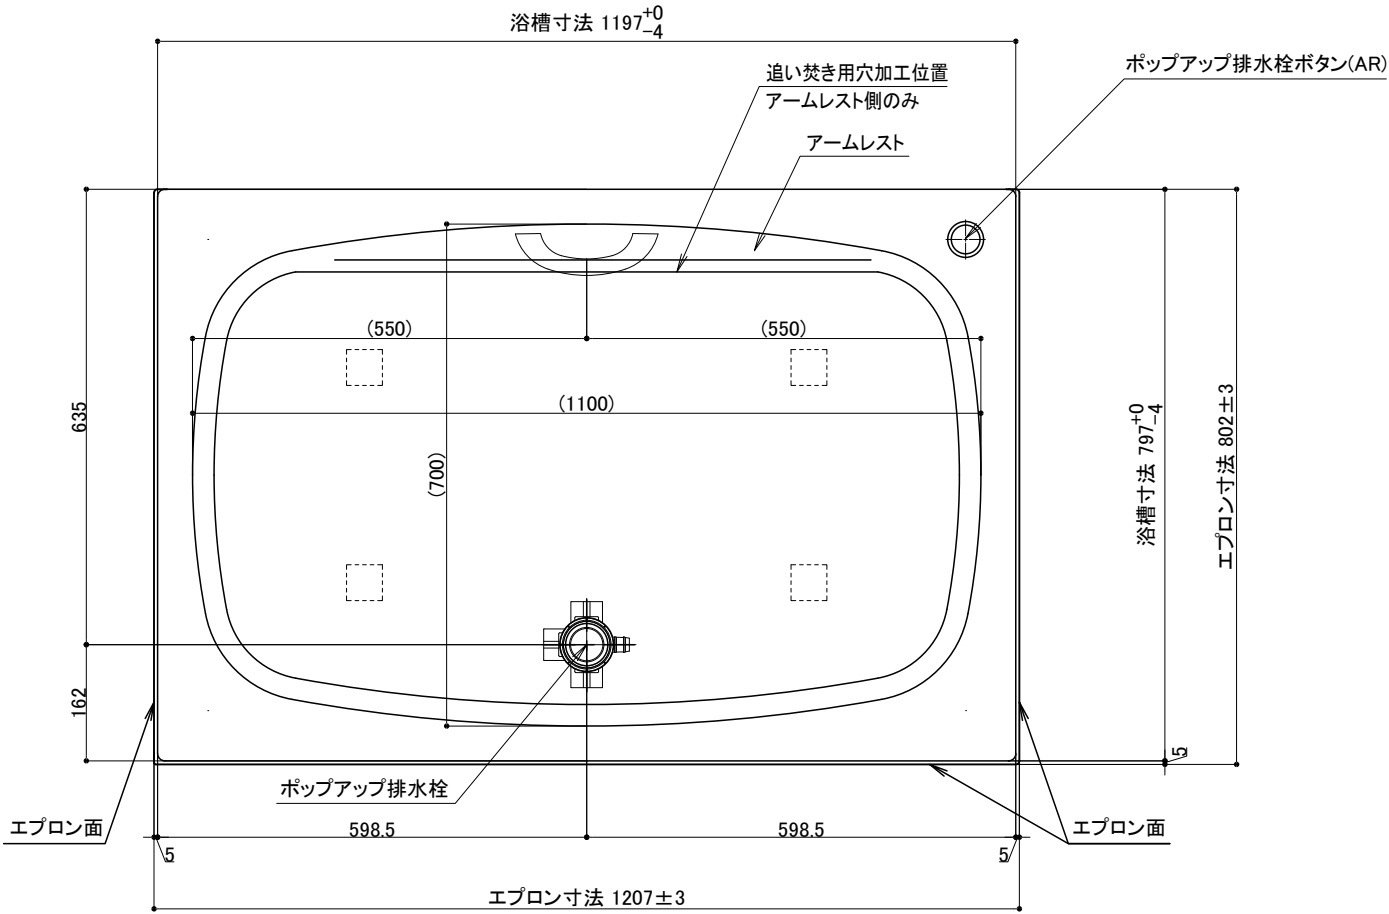 浴槽寸法 1197+0-4
追い焚き用穴加工位置
アームレスト側のみ
ポップアップ排水栓ボタン(AR)
アームレスト
(550)
(550)
(1100)
635
(700)
浴槽寸法 797+0-4
エプロン寸法 802±3
162
5
ポップアップ排水栓
エプロン面
598.5
598.5
エプロン面
5
5
エプロン寸法 1207±3